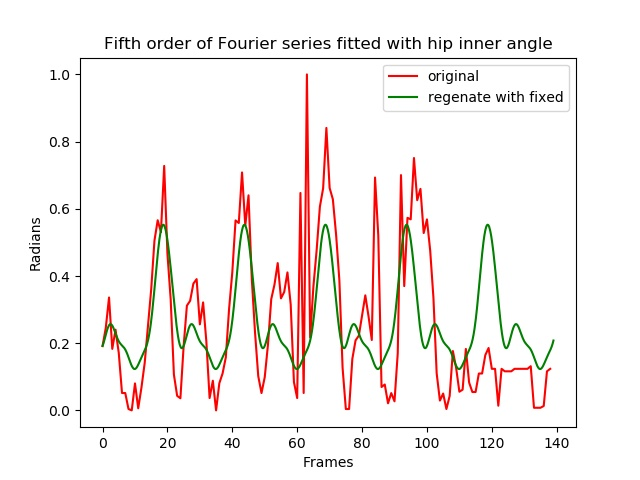 Fifth order of Fourier series fitted with hip inner angle
original
regenate with fixed
1.0
0.8
0.6
0.4
0.2
0.0
Radians
0 20 40 60 80 100 120 140
Frames